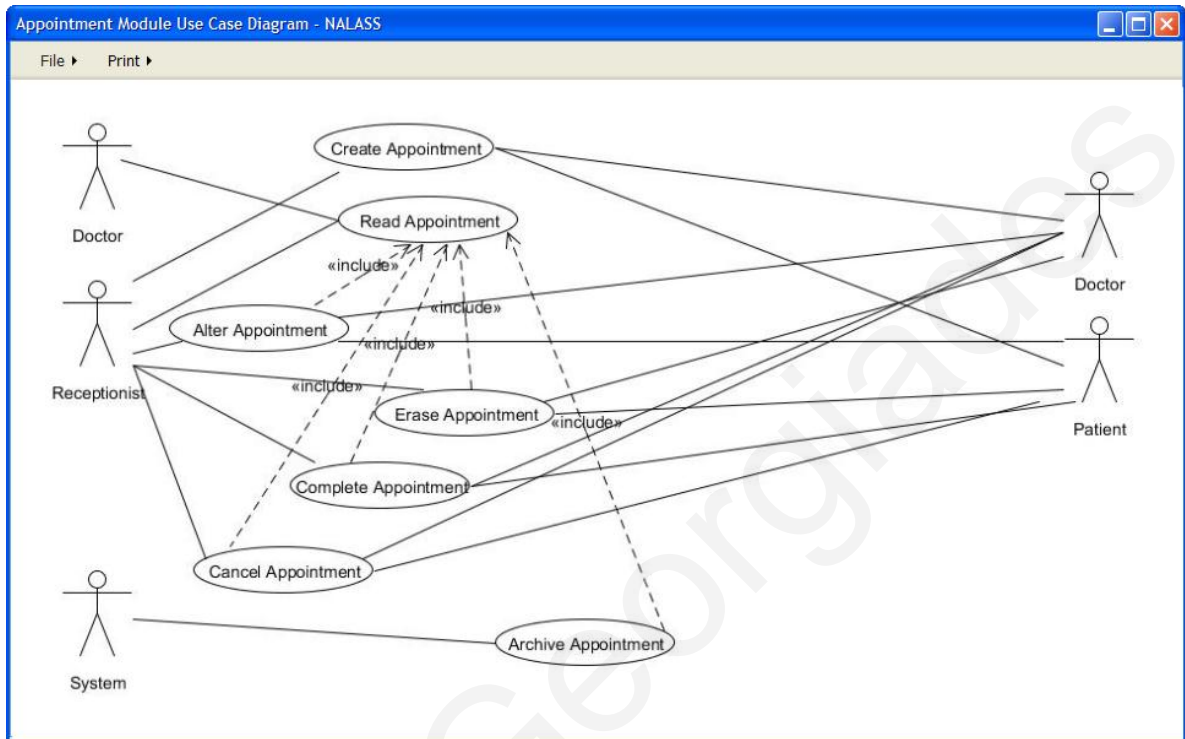 Appointment Module Use Case Diagram - NALASS
File Print
Create Appointment
Doctor
Read Appointment
«include»
Doctor
Receptionist
Alter Appointment
«include»
«include»
«include»
Erase Appointment
«include»
Patient
Complete Appointment
Cancel Appointment
System
Archive Appointment
Georgiades